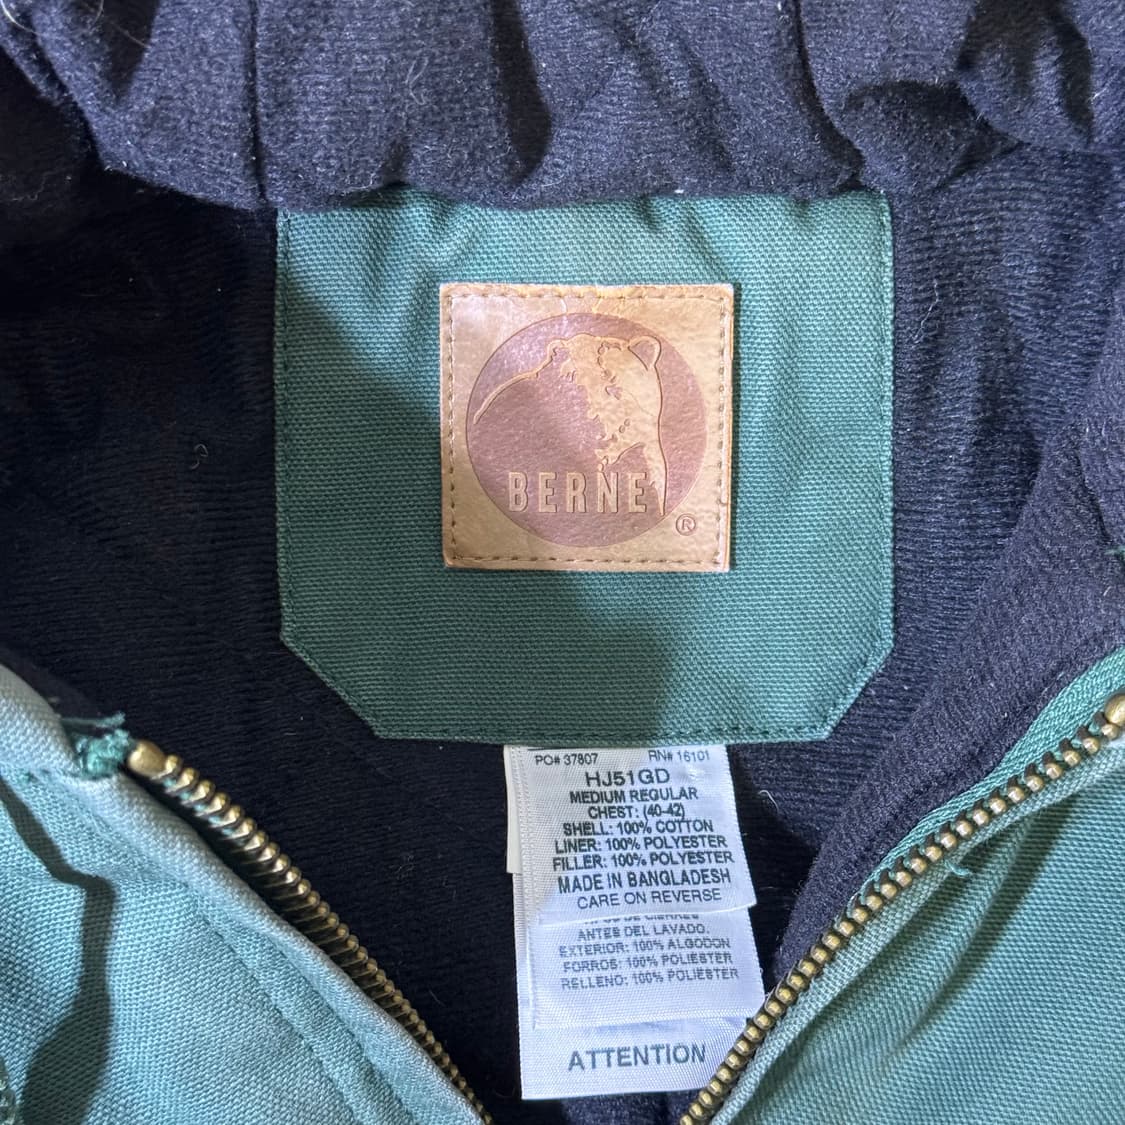 BERNE
®
PO# 37807 RN# 16101
HJ51GD
MEDIUM REGULAR
CHEST: (40-42)
SHELL: 100% COTTON
LINER: 100% POLYESTER
FILLER: 100% POLYESTER
MADE IN BANGLADESH
CARE ON REVERSE
ANTES DEL LAVADO.
EXTERIOR: 100% ALGODON
FORROS: 100% POLIESTER
RELLENO: 100% POLIESTER
ATTENTION